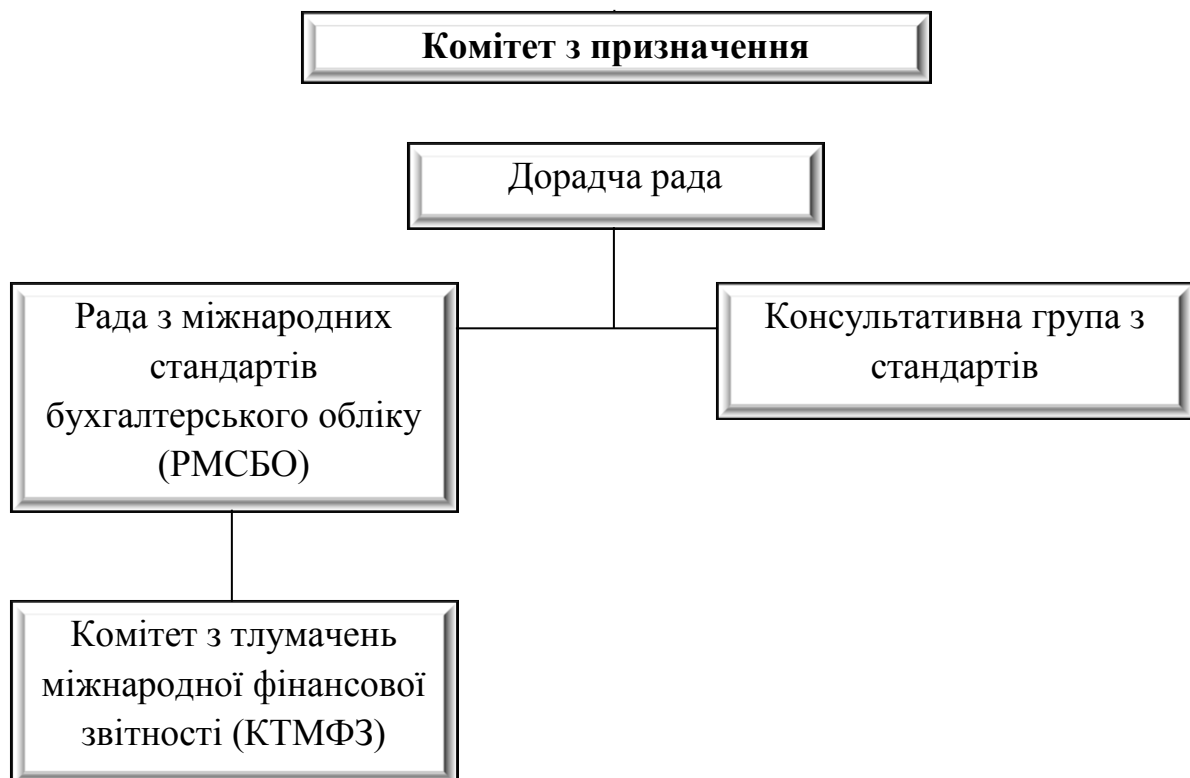 Комітет з призначення
Дорадча рада
Рада з міжнародних
стандартів
бухгалтерського обліку
(РМСБО)
Консультативна група з
стандартів
Комітет з тлумачень
міжнародної фінансової
звітності (КТМФЗ)